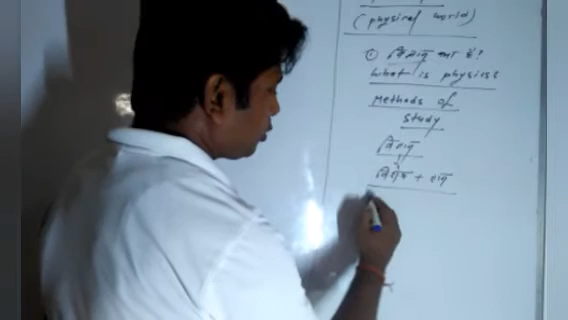 (physical world)
① विज्ञान क्या है?
What is physics?
Methods of
Study
विज्ञान
विशेष + ज्ञान